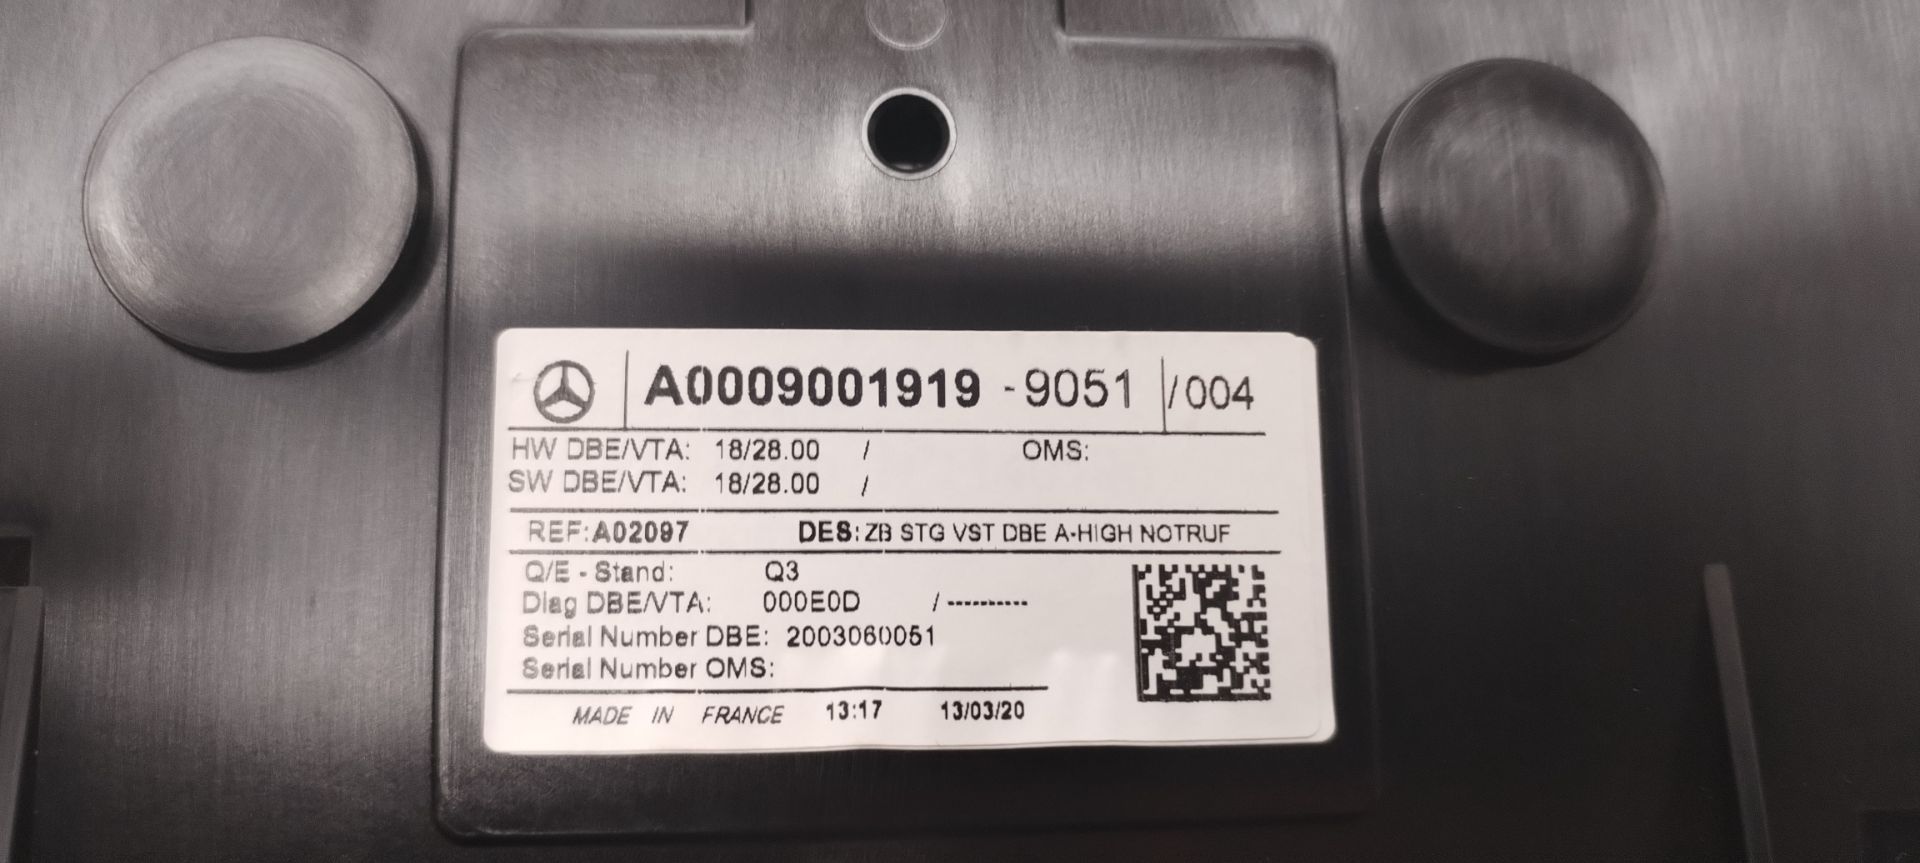 A0009001919 -9051 /004
HW DBE/VTA: 18/28.00 / OMS:
SW DBE/VTA: 18/28.00 /
REF:A02097 DES: ZB STG VST DBE A-HIGH NOTRUF
Q/E - Stand: Q3
Diag DBE/VTA: 000E0D /----------
Serial Number DBE: 2003060051
Serial Number OMS:
MADE IN FRANCE 13:17 13/03/20